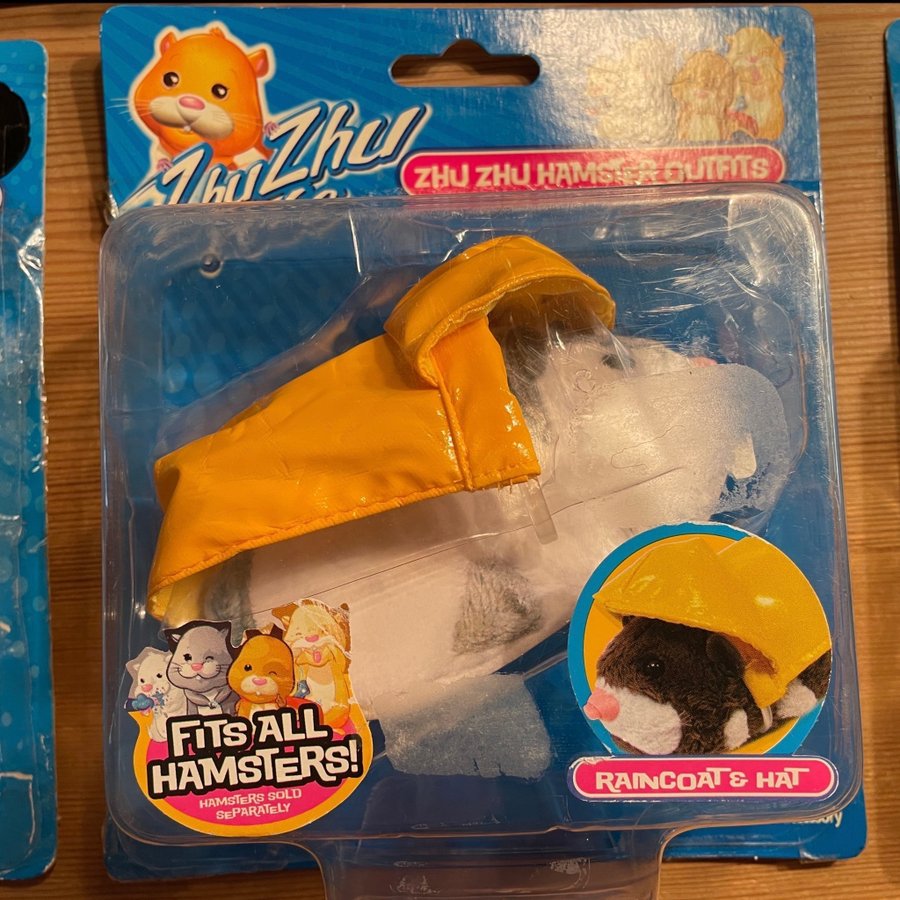 Zhu Zhu
ZHU ZHU HAMSTER OUTFITS
FITS ALL
HAMSTERS!
HAMSTERS SOLD
SEPARATELY
RAINCOAT & HAT